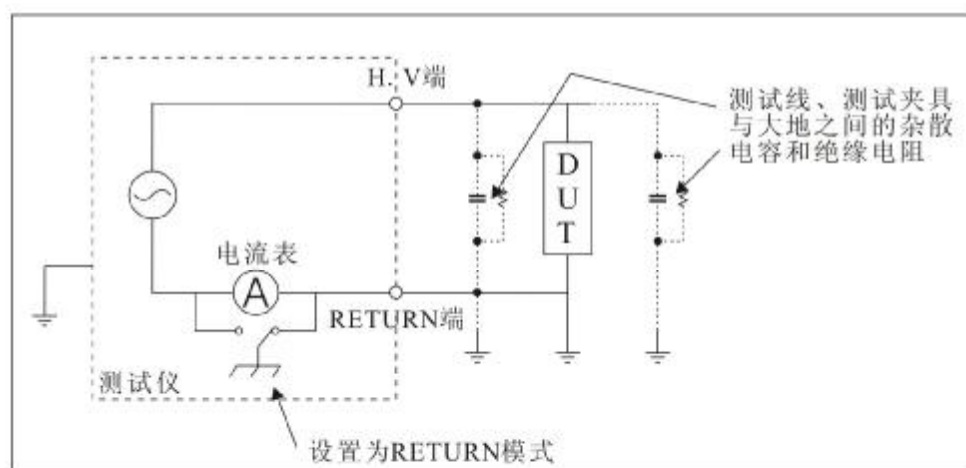 H. V端
测试线、测试夹具
与大地之间的杂散
电容和绝缘电阻
D
U
T
电流表
A
RETURN端
测试仪
设置为RETURN模式